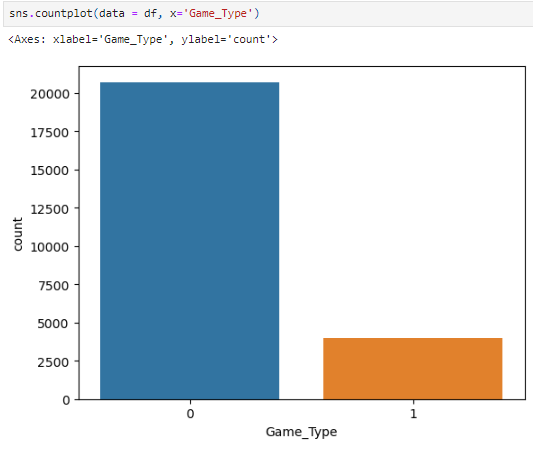 sns.countplot(data = df, x='Game_Type')
<Axes: xlabel='Game_Type', ylabel='count'>
20000
17500
15000
12500
10000
7500
5000
2500
0
count
0 1
Game_Type